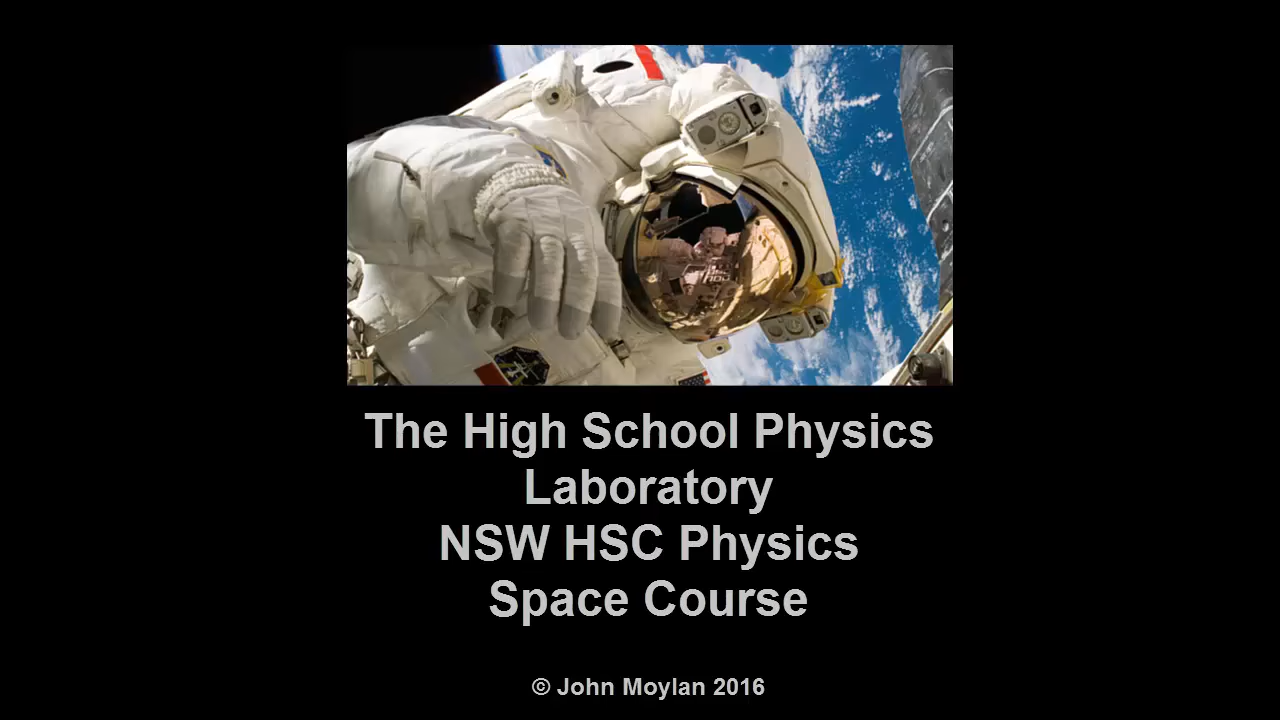 The High School Physics
Laboratory
NSW HSC Physics
Space Course
© John Moylan 2016